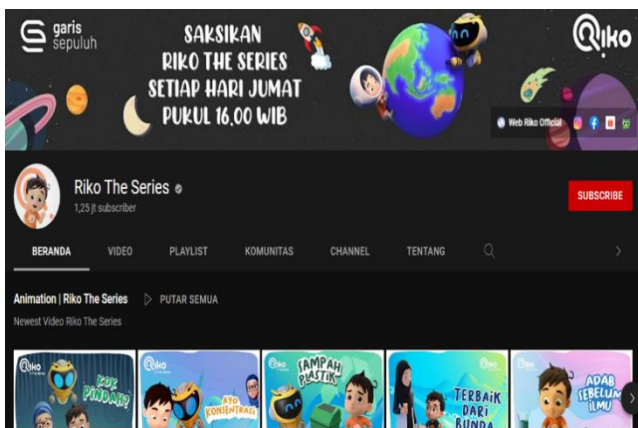 garis
sepuluh
SAKSIKAN
RIKO THE SERIES
SETIAP HARI JUMAT
PUKUL 16.00 WIB
Riko
Web Riko Official
Riko The Series
1,25 jt subscriber
SUBSCRIBE
BERANDA VIDEO PLAYLIST KOMUNITAS CHANNEL TENTANG
Animation | Riko The Series PUTAR SEMUA
Newest Video Riko The Series
Riko
KOK
PINDAH?
Riko
AYO
KONSENTRASI
Riko
SAMPAH
PLASTIK
Riko
TERBAIK
DARI
BUNDA
Riko
ADAB
SEBELUM
ILMU